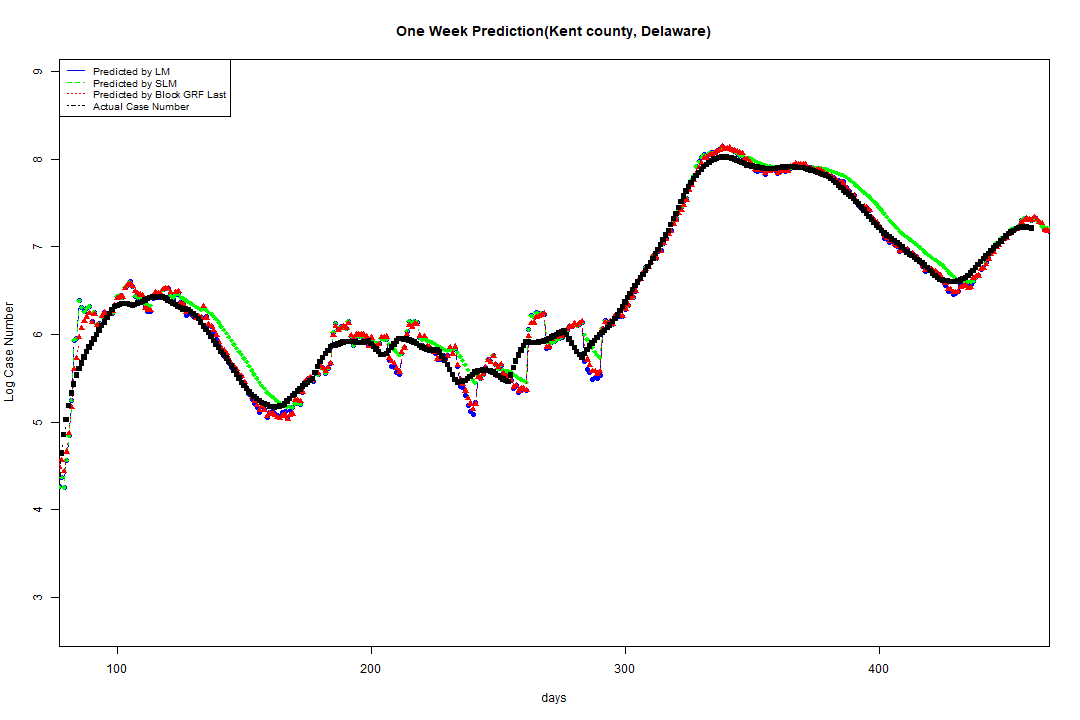 One Week Prediction(Kent county, Delaware)
Predicted by LM
Predicted by SLM
Predicted by Block GRF Last
Actual Case Number
9
8
7
6
5
4
3
Log Case Number
100 200 300 400
days